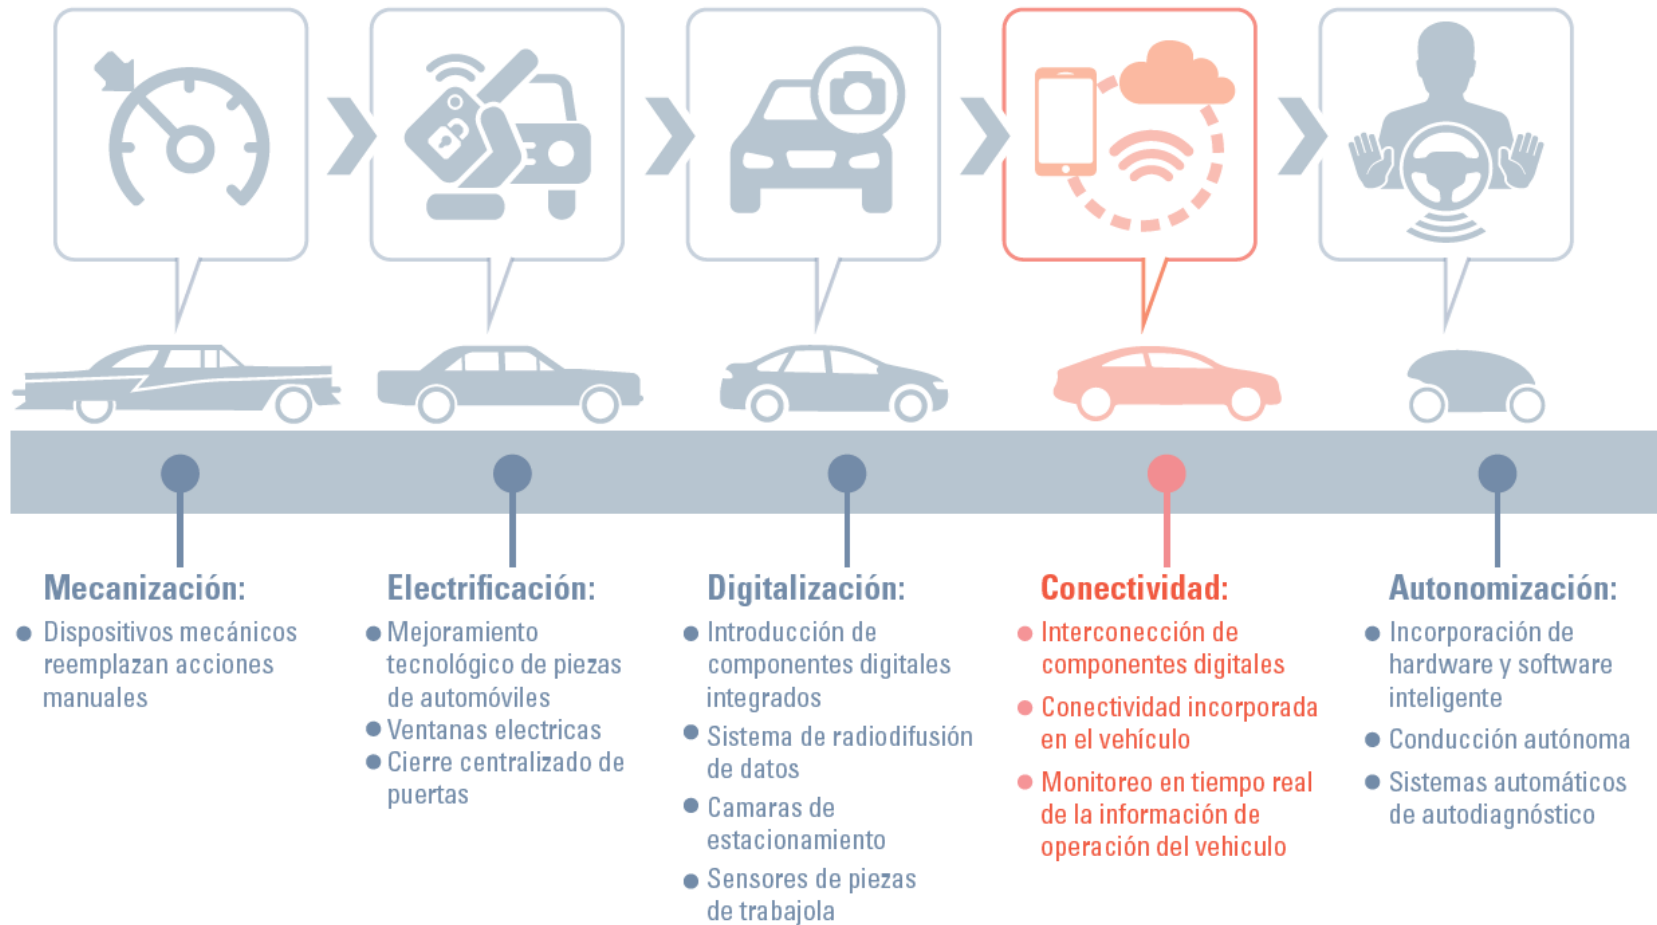 Mecanización:
Dispositivos mecánicos
reemplazan acciones
manuales
Electrificación:
Mejoramiento
tecnológico de piezas
de automóviles
Ventanas electricas
Cierre centralizado de
puertas
Digitalización:
Introducción de
componentes digitales
integrados
Sistema de radiodifusión
de datos
Camaras de
estacionamiento
Sensores de piezas
de trabajola
Conectividad:
Interconección de
componentes digitales
Conectividad incorporada
en el vehículo
Monitoreo en tiempo real
de la información de
operación del vehiculo
Autonomización:
Incorporación de
hardware y software
inteligente
Conducción autónoma
Sistemas automáticos
de autodiagnóstico